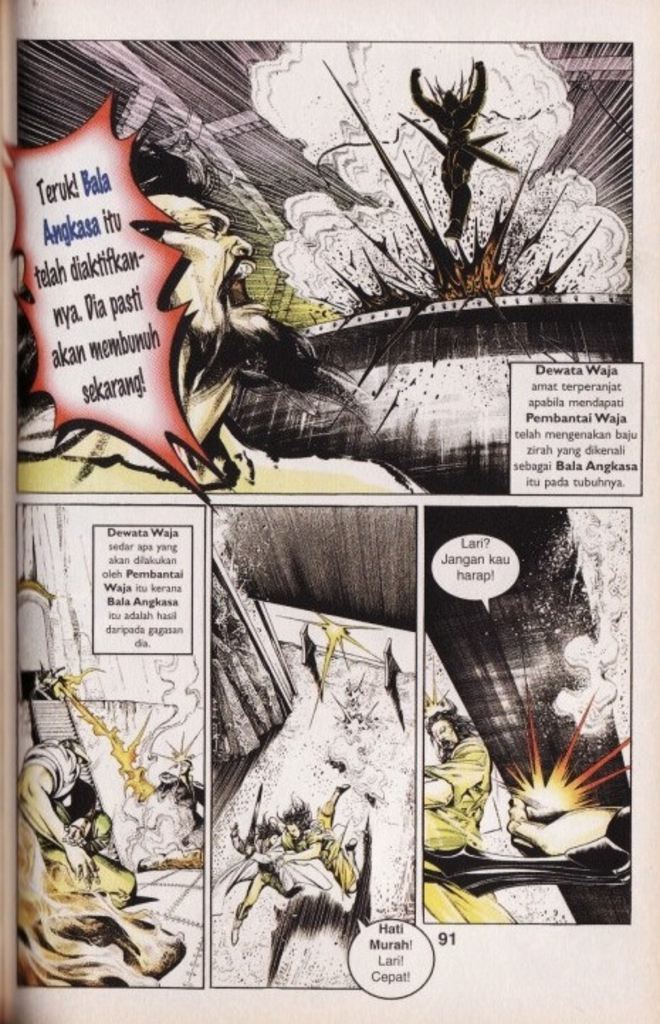 Teruk! Bala
Angkasa itu
telah diaktifkan-
nya. Dia pasti
akan membunuh
sekarang!
Dewata Waja
amat terperanjat
apabila mendapati
Pembantai Waja
telah mengenakan baju
zirah yang dikenali
sebagai Bala Angkasa
itu pada tubuhnya.
Dewata Waja
sedar apa yang
akan dilakukan
oleh Pembantai
Waja itu kerana
Bala Angkasa
itu adalah hasil
daripada gagasan
dia.
Hati
Murah!
Lari!
Cepat!
Lari?
Jangan kau
harap!
91